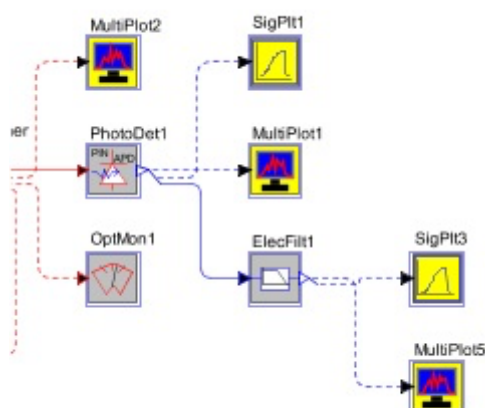 MultiPlot2
SigPlt1
PhotoDet1
PIN
APD
MultiPlot1
OptMon1
ElecFilt1
SigPlt3
MultiPlot5